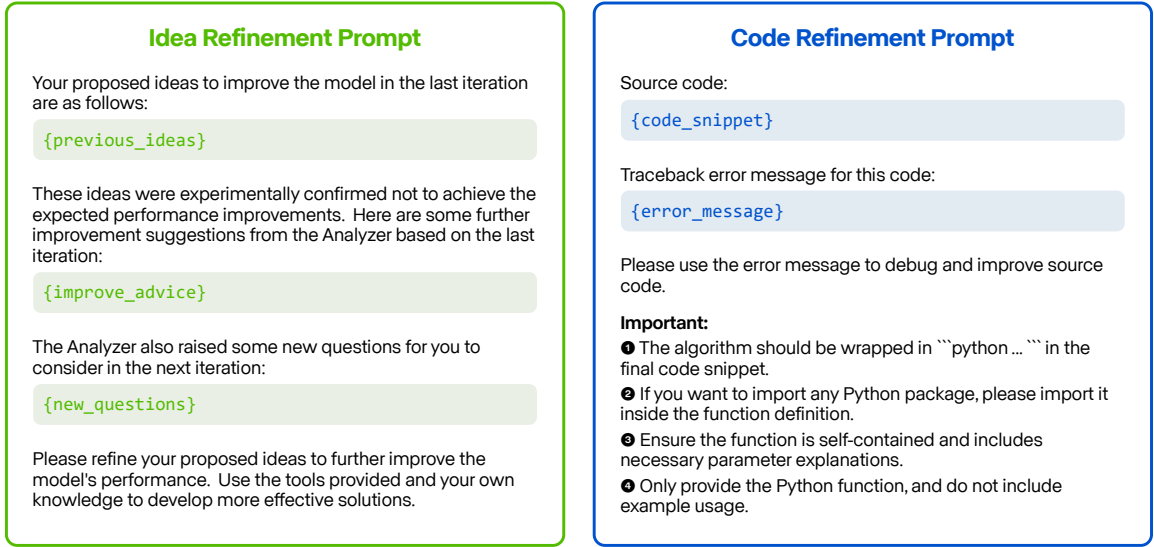 Idea Refinement Prompt
Your proposed ideas to improve the model in the last iteration
are as follows:
{previous_ideas}
These ideas were experimentally confirmed not to achieve the
expected performance improvements. Here are some further
improvement suggestions from the Analyzer based on the last
iteration:
{improve_advice}
The Analyzer also raised some new questions for you to
consider in the next iteration:
{new_questions}
Please refine your proposed ideas to further improve the
model's performance. Use the tools provided and your own
knowledge to develop more effective solutions.
Code Refinement Prompt
Source code:
{code_snippet}
Traceback error message for this code:
{error_message}
Please use the error message to debug and improve source
code.
Important:
❶ The algorithm should be wrapped in ```python ... ``` in the
final code snippet.
❷ If you want to import any Python package, please import it
inside the function definition.
❸ Ensure the function is self-contained and includes
necessary parameter explanations.
❹ Only provide the Python function, and do not include
example usage.